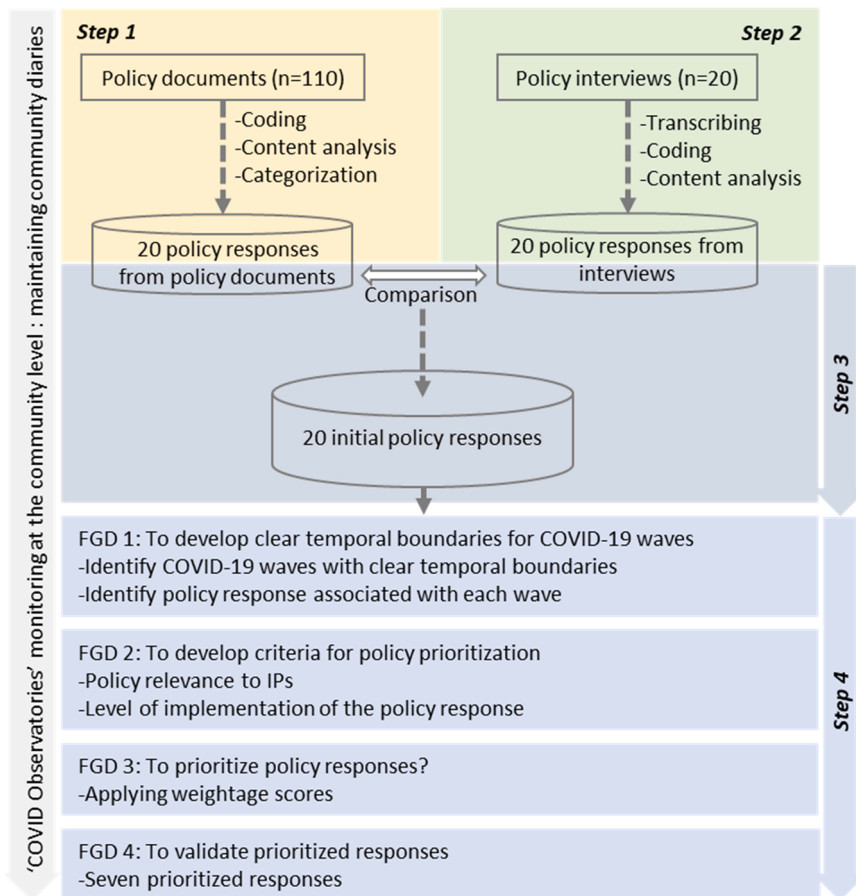 'COVID Observatories' monitoring at the community level : maintaining community diaries
Step 1
Policy documents (n=110)
-Coding
-Content analysis
-Categorization
20 policy responses
from policy documents
Step 2
Policy interviews (n=20)
-Transcribing
-Coding
-Content analysis
20 policy responses from
interviews
Comparison
20 initial policy responses
Step 3
FGD 1: To develop clear temporal boundaries for COVID-19 waves
-Identify COVID-19 waves with clear temporal boundaries
-Identify policy response associated with each wave
FGD 2: To develop criteria for policy prioritization
-Policy relevance to IPs
-Level of implementation of the policy response
FGD 3: To prioritize policy responses?
-Applying weightage scores
FGD 4: To validate prioritized responses
-Seven prioritized responses
Step 4